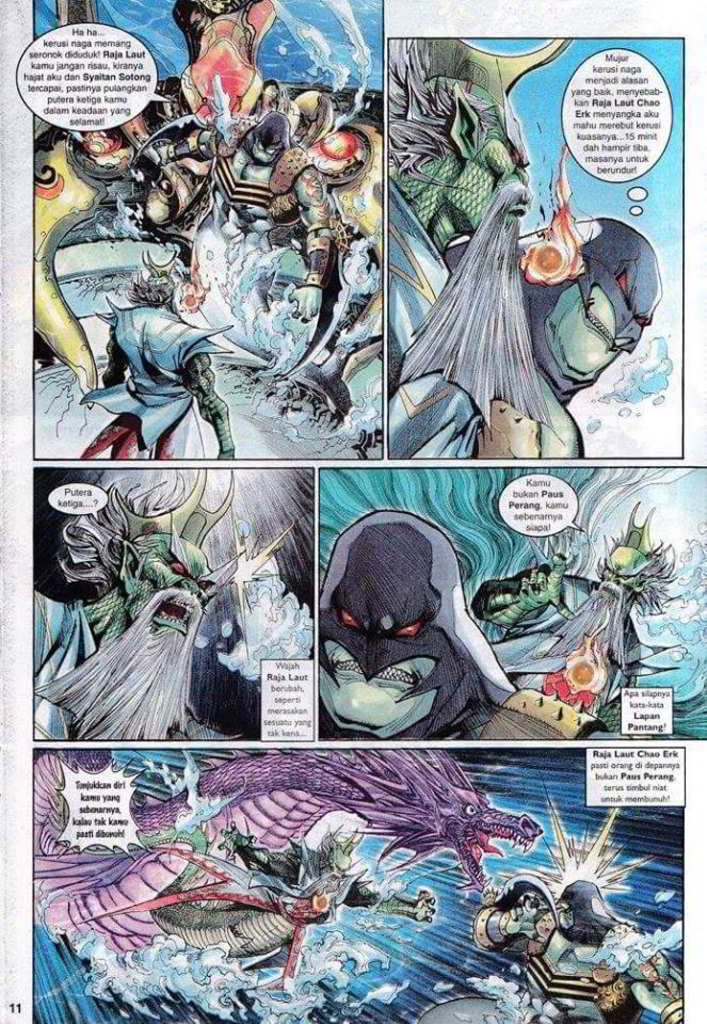 Ha ha...
kerusi naga memang
seronok diduduk! Raja Laut
kamu jangan risau, kiranya
hajat aku dan Syaitan Sotong
tercapai, pastinya pulangkan
putera ketiga kamu
dalam keadaan yang
selamat!
Mujur
kerusi naga
menjadi alasan
yang baik, menyebab-
kan Raja Laut Chao
Erk menyangka aku
mahu merebut kerusi
kuasanya...15 minit
dah hampir tiba,
masanya untuk
berundur!
Putera
ketiga....?
Wajah
Raja Laut
berubah,
seperti
merasakan
sesuatu yang
tak kena...
Kamu
bukan Paus
Perang, kamu
sebenarnya
siapa!
Apa silapnya
kata-kata
Lapan
Pantang!
Tunjukkan diri
kamu yang
sebenarnya,
kalau tak kamu
pasti dibunuh!
Raja Laut Chao Erk
pasti orang di depannya
bukan Paus Perang,
terus timbul niat
untuk membunuh!
11